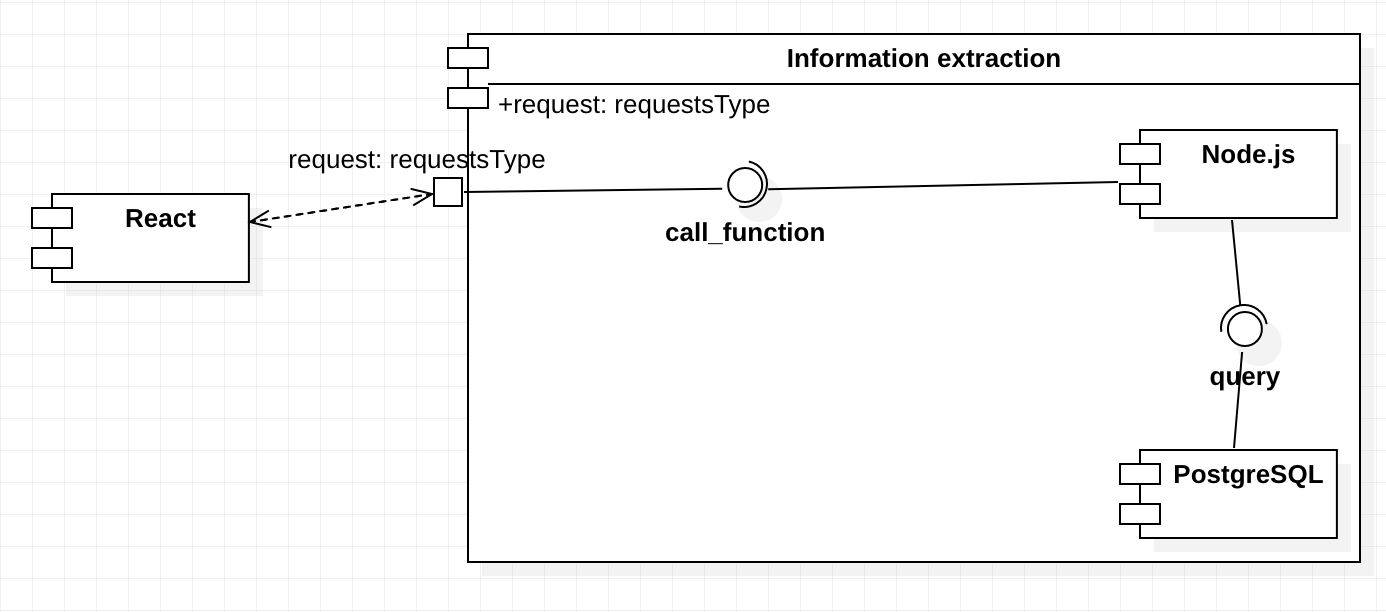 Information extraction
+request: requestsType
request: requestsType
Node.js
React
call_function
query
PostgreSQL